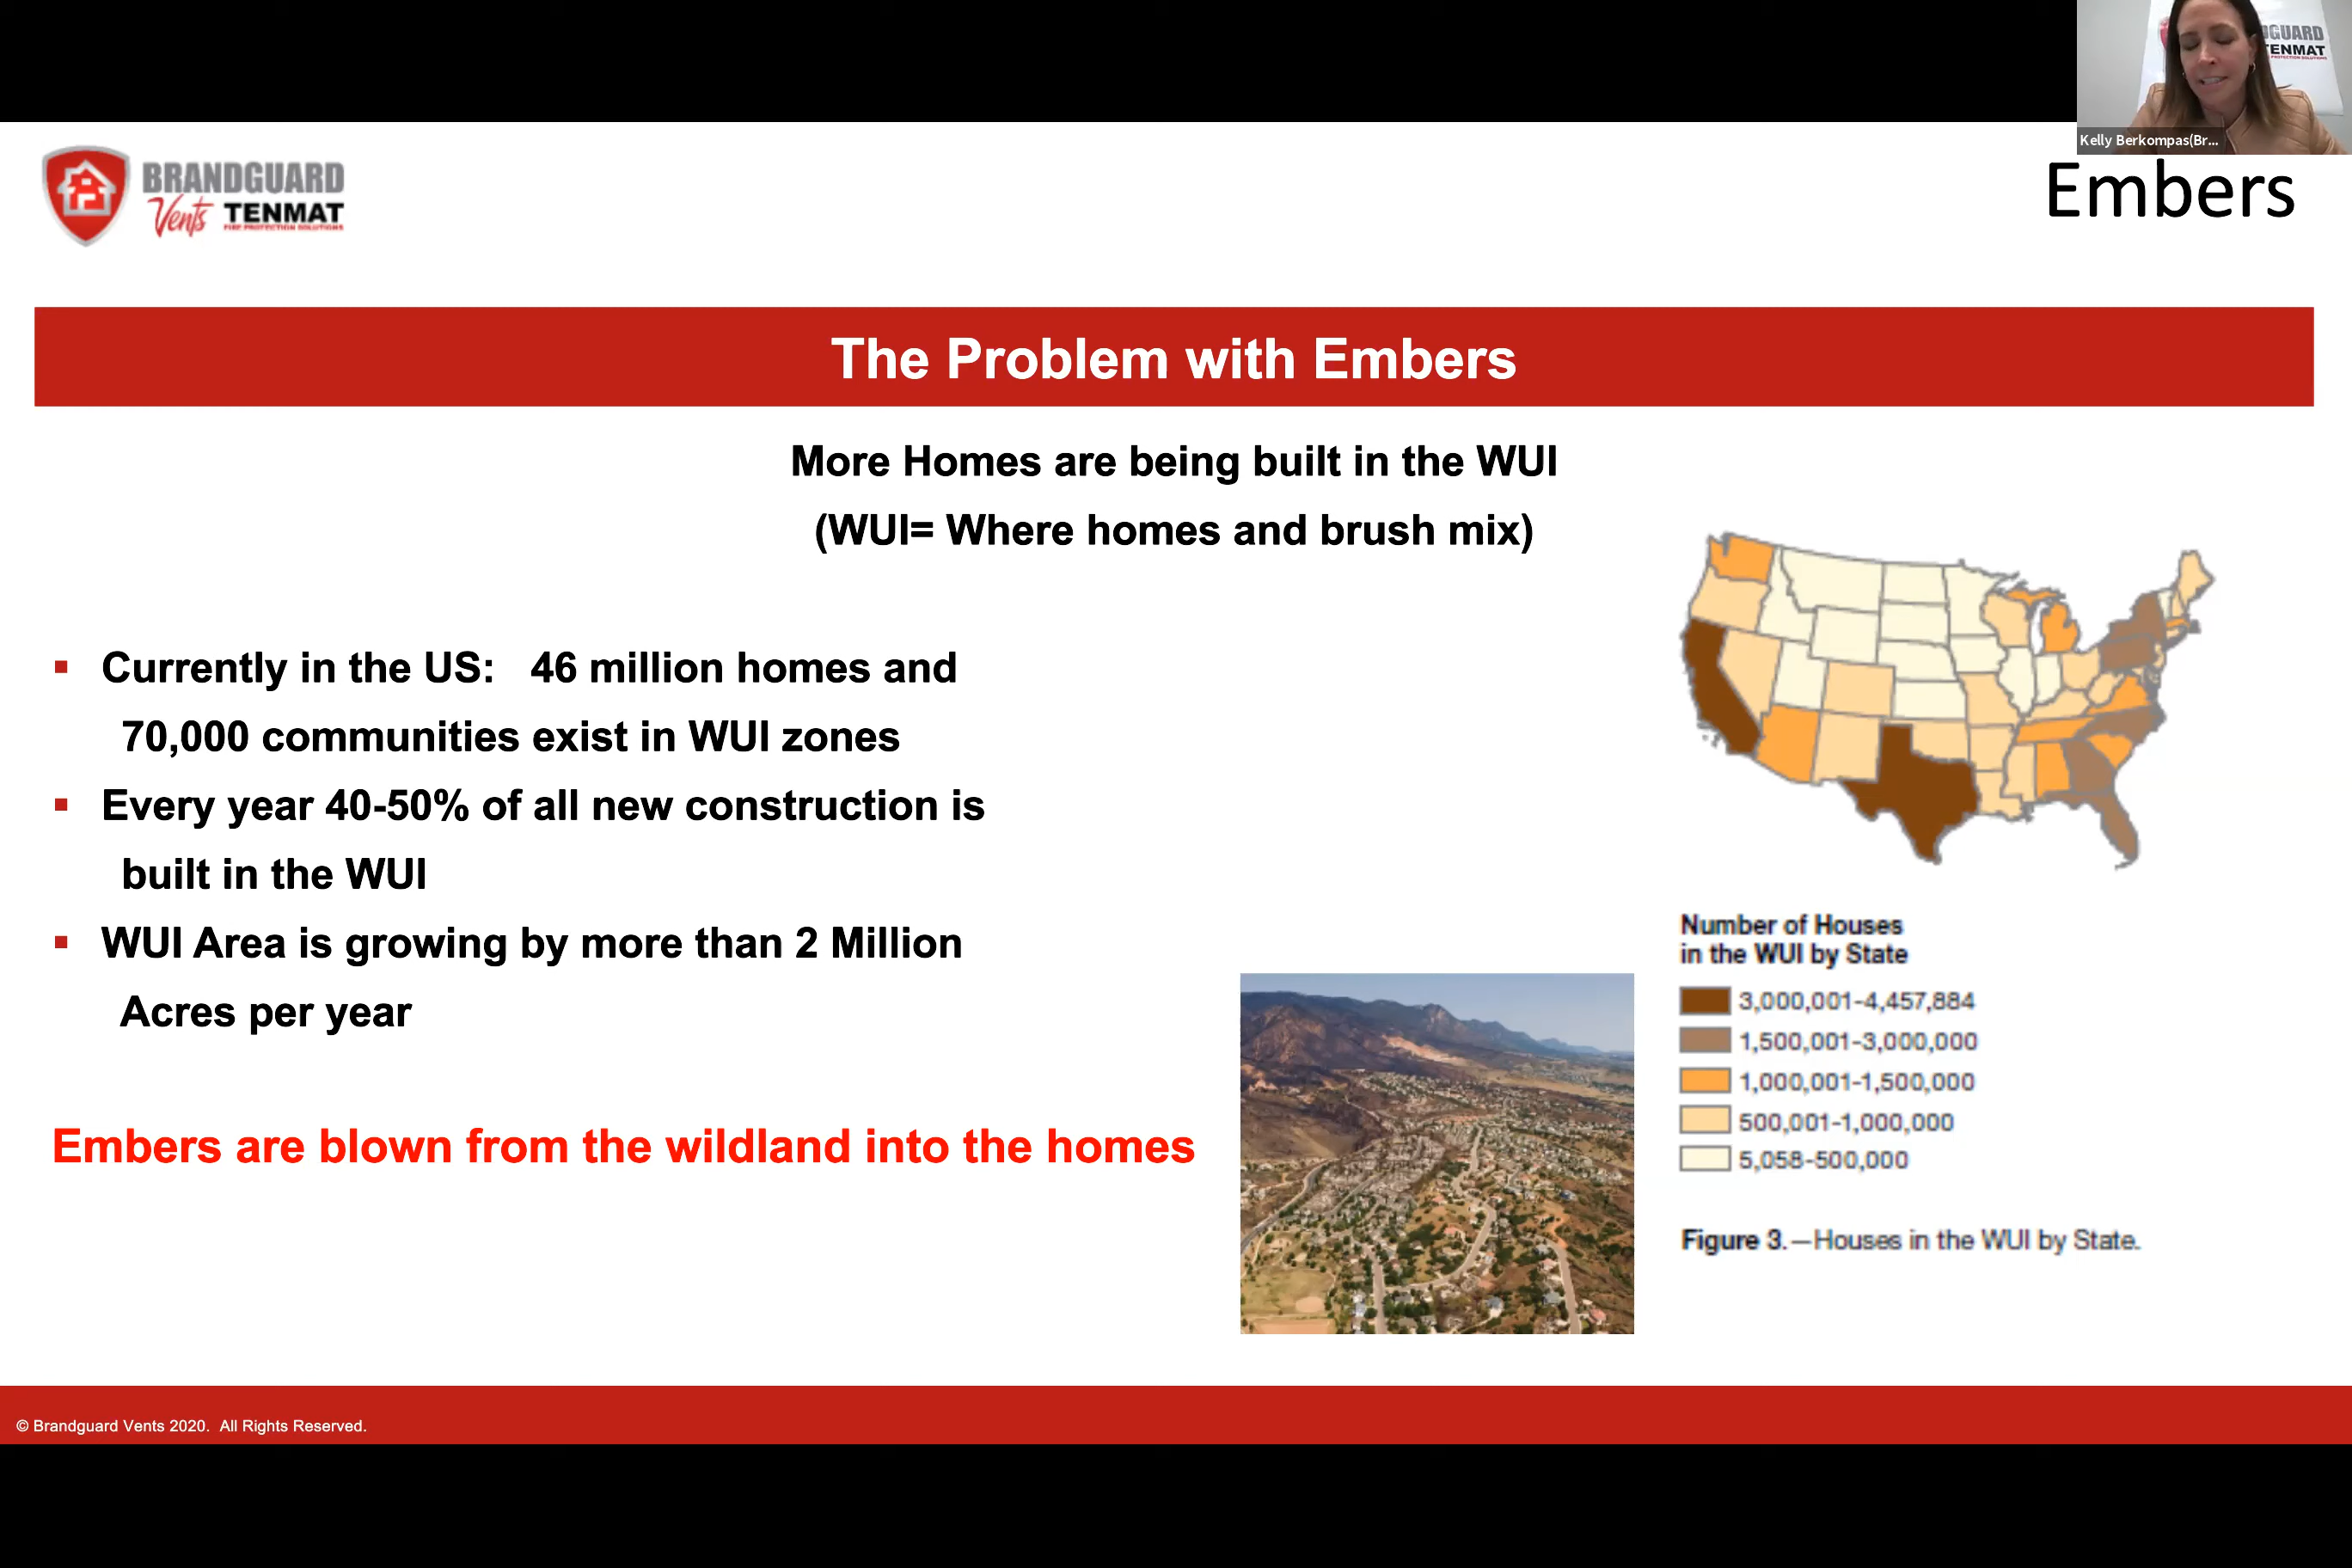 GUARD
TENMAT
Kelly Berkompas(Br...
BRANDGUARD
Vents TENMAT
FIRE PROTECTION SOLUTIONS
Embers
The Problem with Embers
More Homes are being built in the WUI
(WUI= Where homes and brush mix)
▪ Currently in the US: 46 million homes and
70,000 communities exist in WUI zones
▪ Every year 40-50% of all new construction is
built in the WUI
▪ WUI Area is growing by more than 2 Million
Acres per year
Embers are blown from the wildland into the homes
Number of Houses
in the WUI by State
3,000,001-4,457,884
1,500,001-3,000,000
1,000,001-1,500,000
500,001-1,000,000
5,058-500,000
Figure 3.—Houses in the WUI by State.
© Brandguard Vents 2020. All Rights Reserved.